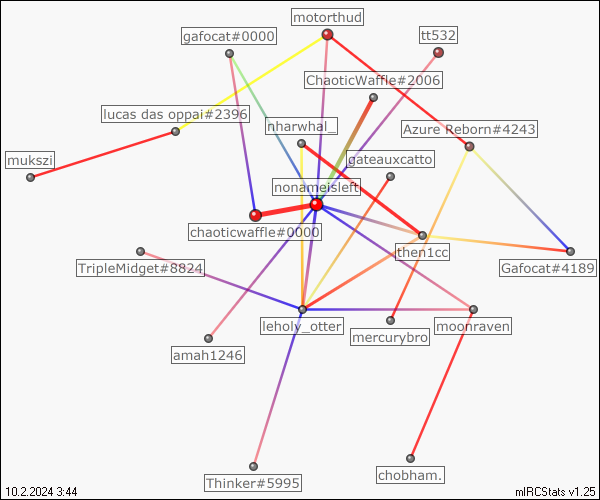 motorthud
gafocat#0000
tt532
ChaoticWaffle#2006
lucas das oppai#2396
nharwhal_
Azure Reborn#4243
mukszi
gateauxcatto
nonameisleft
chaoticwaffle#0000
then1cc
TripleMidget#8824
Gafocat#4189
leholy_otter
moonraven
mercurybro
amah1246
chobham.
Thinker#5995
10.2.2024 3:44
mIRCStats v1.25